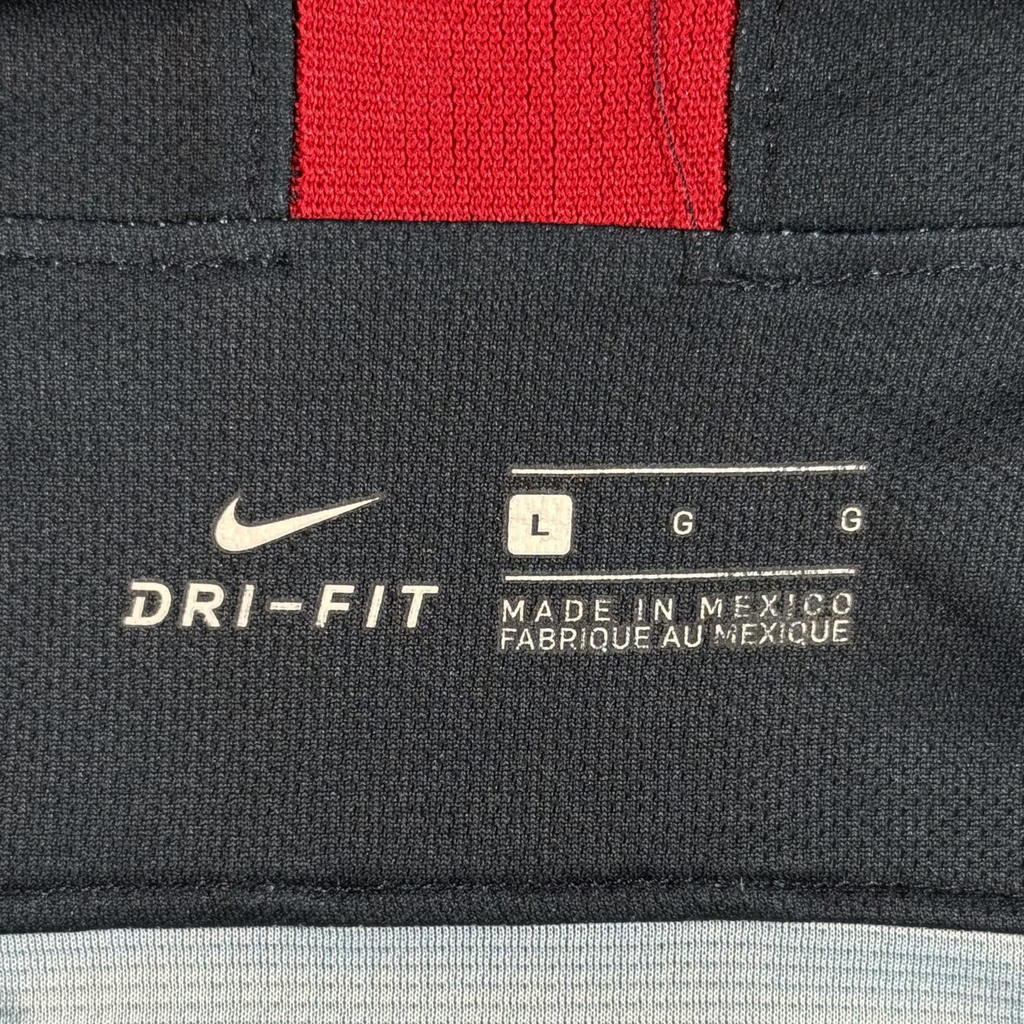 DRI-FIT
L G G
MADE IN MEXICO
FABRIQUE AU MEXIQUE